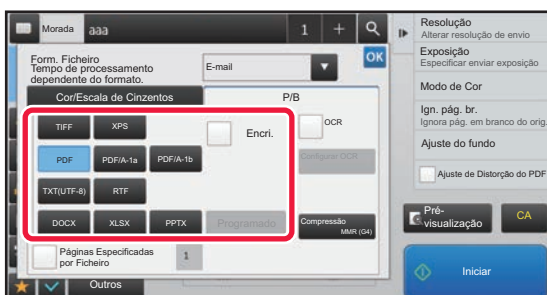 Morada aaa 1 +
Form. Ficheiro
Tempo de processamento
dependente do formato.
E-mail
OK
Cor/Escala de Cinzentos
P/B
TIFF XPS
Encri.
OCR
PDF PDF/A-1a PDF/A-1b
Configurar OCR
TXT(UTF-8) RTF
DOCX XLSX PPTX
Programado
Compressão
MMR (G4)
Páginas Especificadas
por Ficheiro
1
Outros
Resolução
Alterar resolução de envio
Exposição
Especificar enviar exposição
Modo de Cor
Ign. pág. br.
Ignora pág. em branco do orig.
Ajuste do fundo
Ajuste de Distorção do PDF
Pré-
visualização
CA
Iniciar